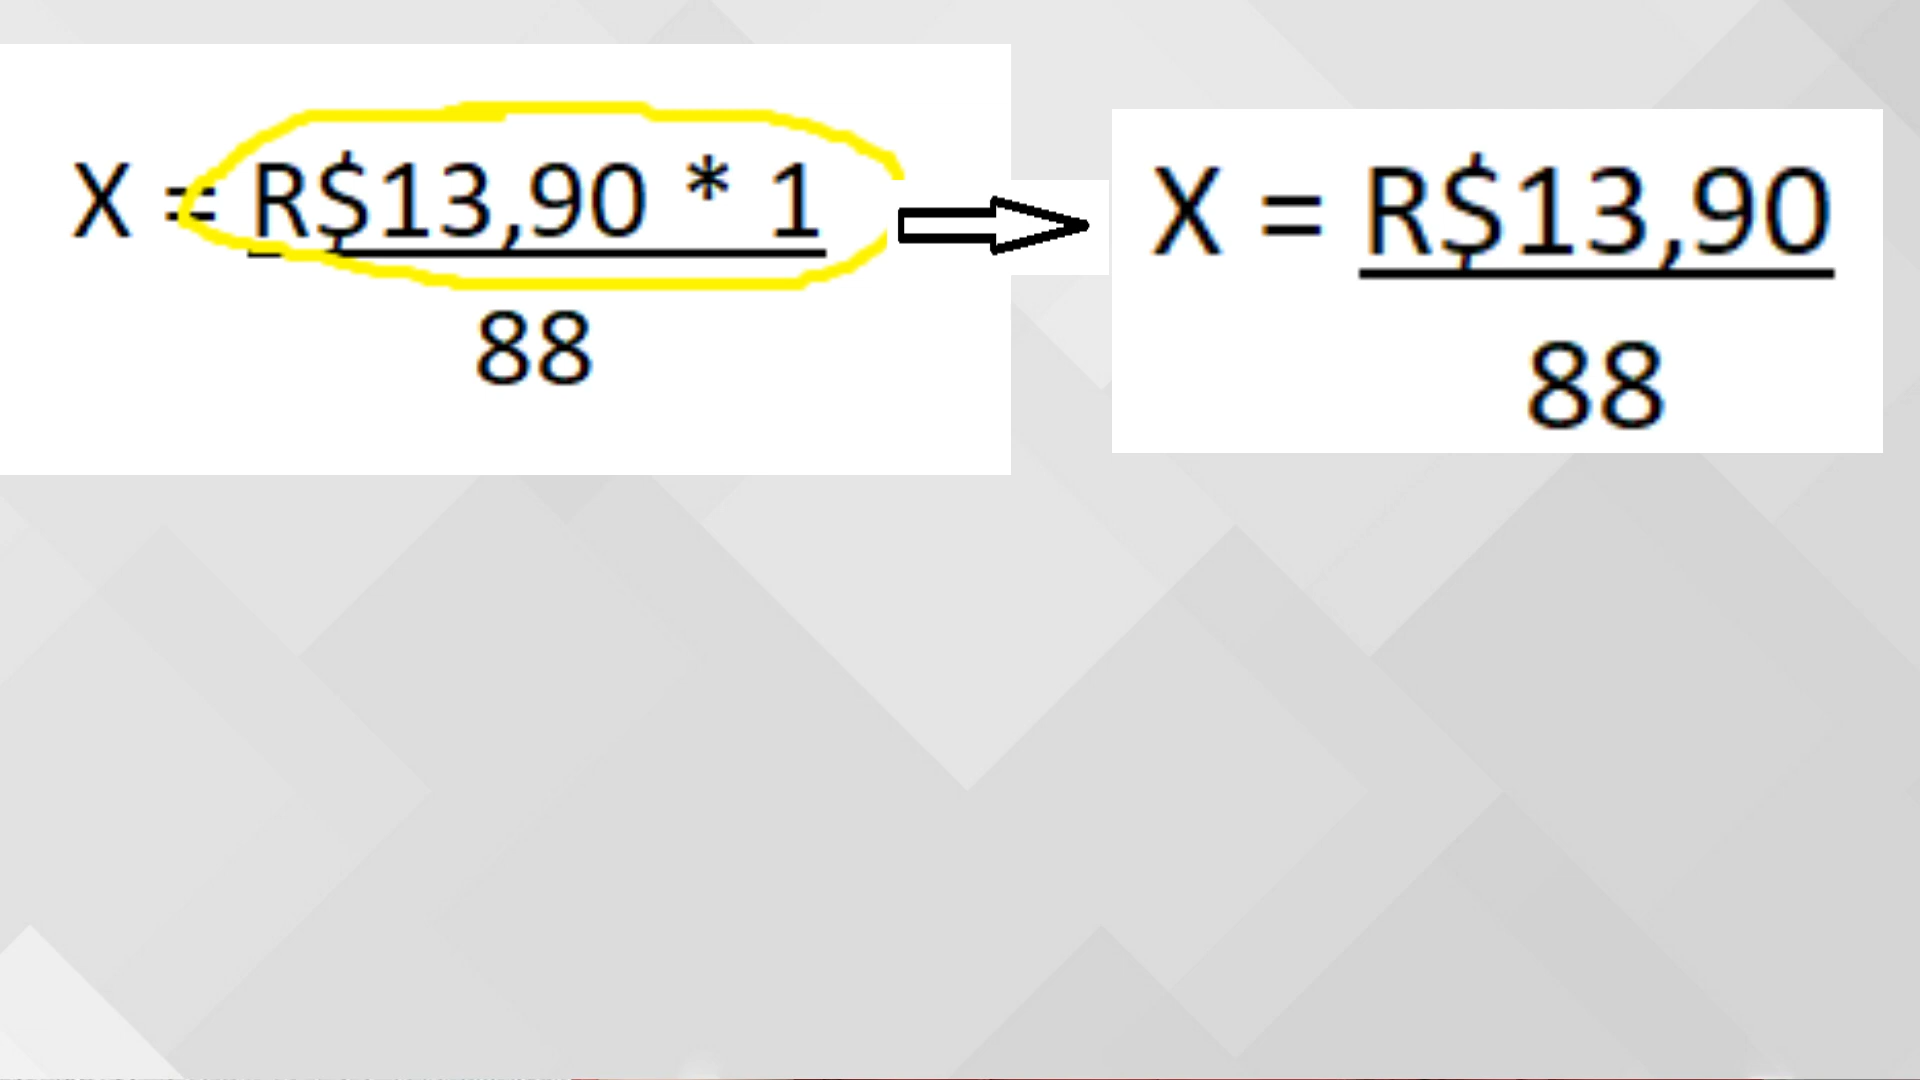 X = R$13,90 * 1
88
X = R$13,90
88